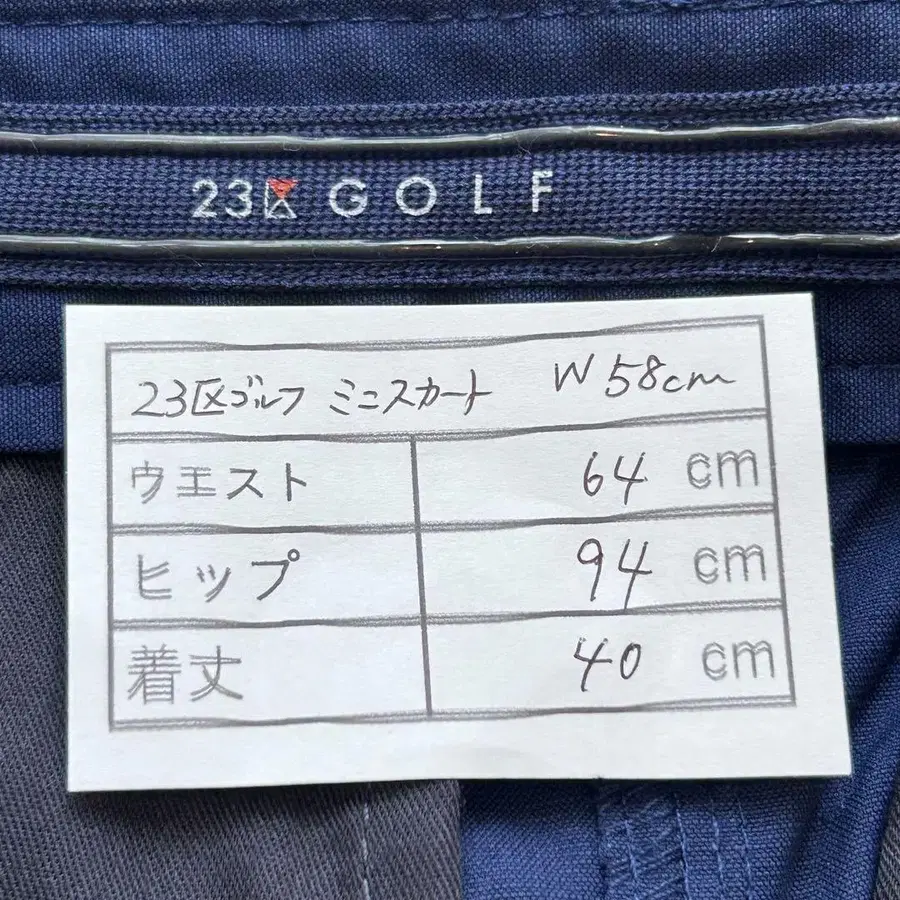 23区 GOLF
23区ゴルフ ミニスカート W58cm
ウエスト 64 cm
ヒップ 94 cm
着丈 40 cm